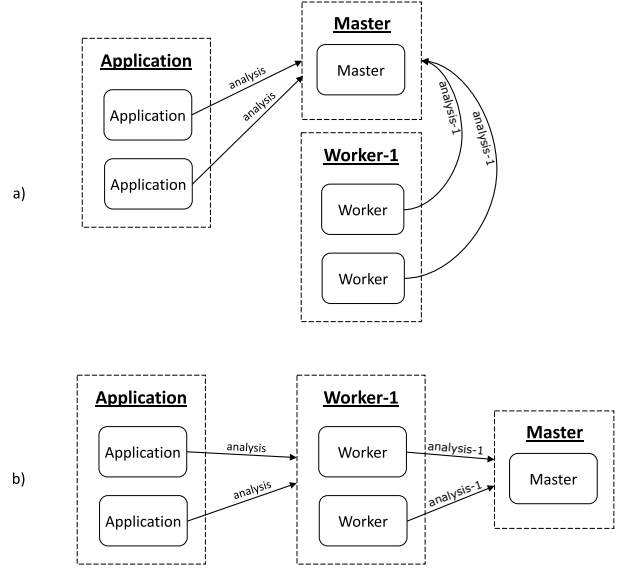 a)
Application
Application
Application
analysis
analysis
Master
Master
Worker-1
Worker
Worker
analysis-1
analysis-1
b)
Application
Application
Application
analysis
analysis
Worker-1
Worker
Worker
analysis-1
analysis-1
Master
Master